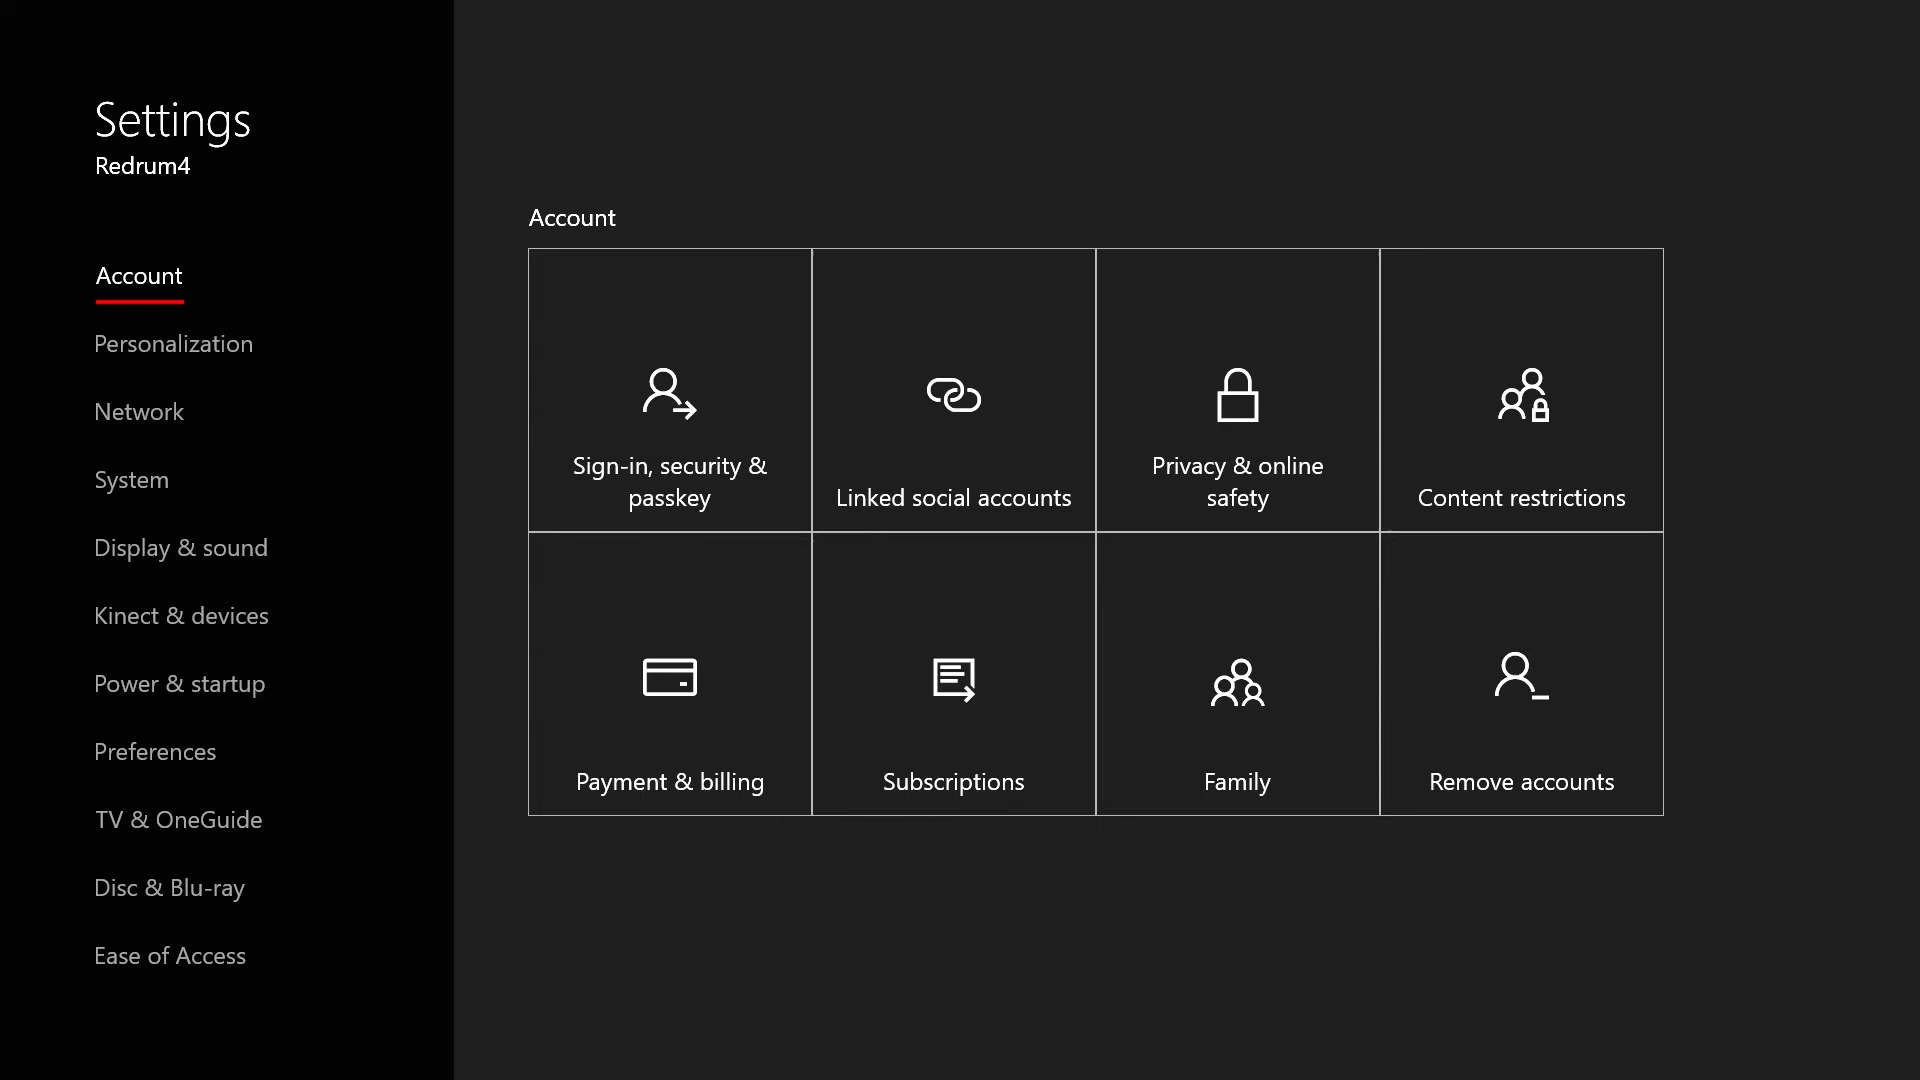 Settings
Redrum4
Account
Personalization
Network
System
Display & sound
Kinect & devices
Power & startup
Preferences
TV & OneGuide
Disc & Blu-ray
Ease of Access
Account
Sign-in, security &
passkey
Linked social accounts
Privacy & online
safety
Content restrictions
Payment & billing
Subscriptions
Family
Remove accounts